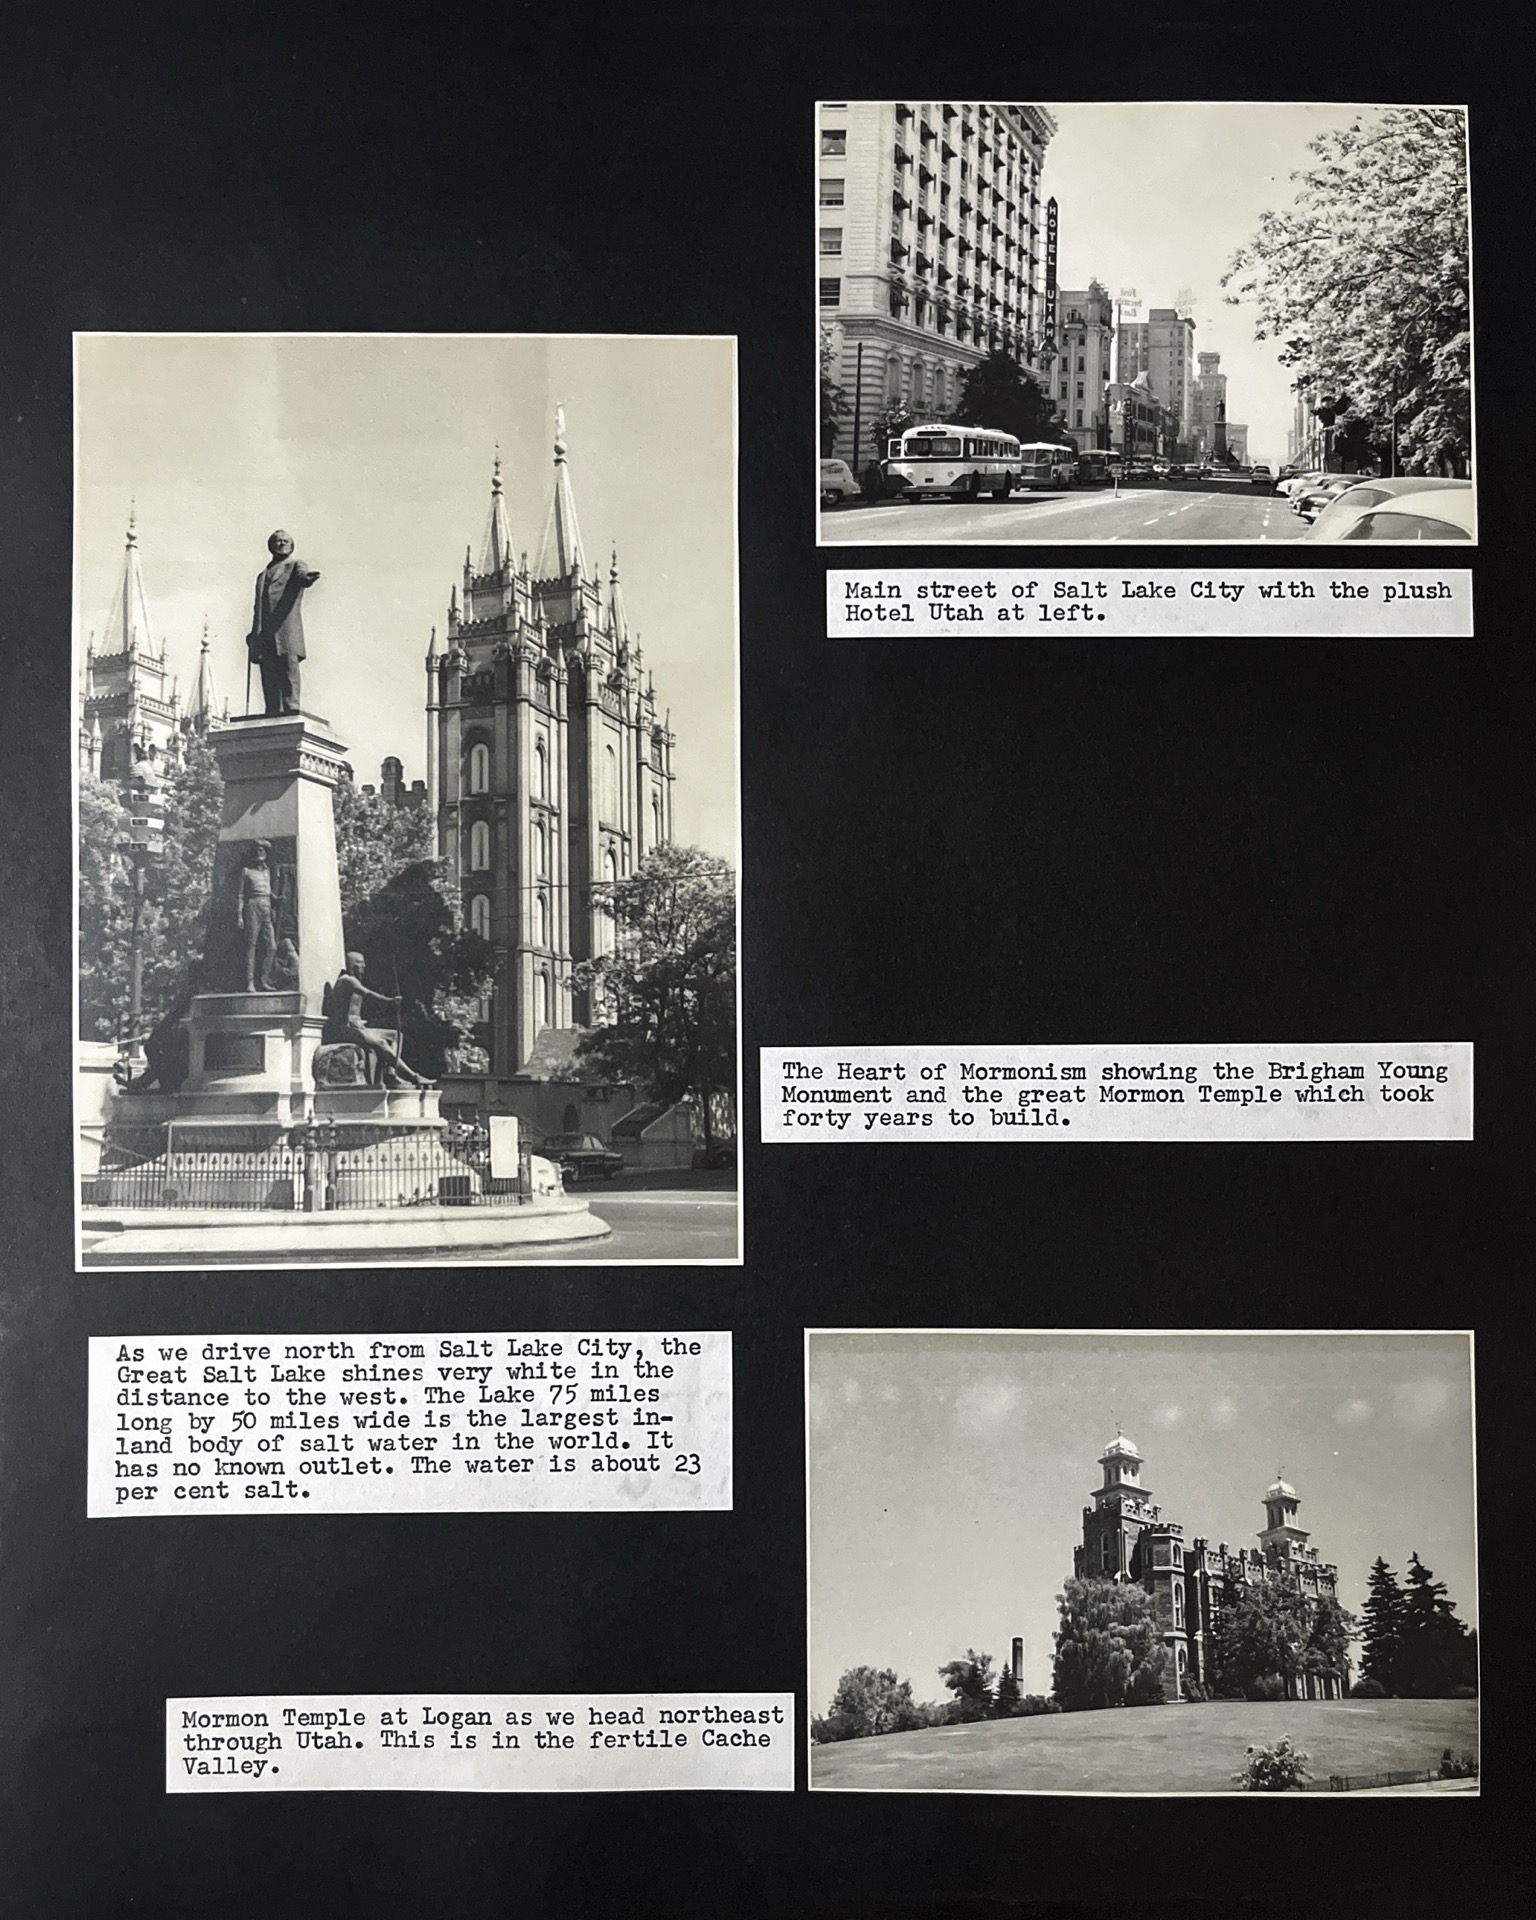 HOTEL UTAH
Main street of Salt Lake City with the plush
Hotel Utah at left.
The Heart of Mormonism showing the Brigham Young
Monument and the great Mormon Temple which took
forty years to build.
As we drive north from Salt Lake City, the
Great Salt Lake shines very white in the
distance to the west. The Lake 75 miles
long by 50 miles wide is the largest in-
land body of salt water in the world. It
has no known outlet. The water is about 23
per cent salt.
Mormon Temple at Logan as we head northeast
through Utah. This is in the fertile Cache
Valley.